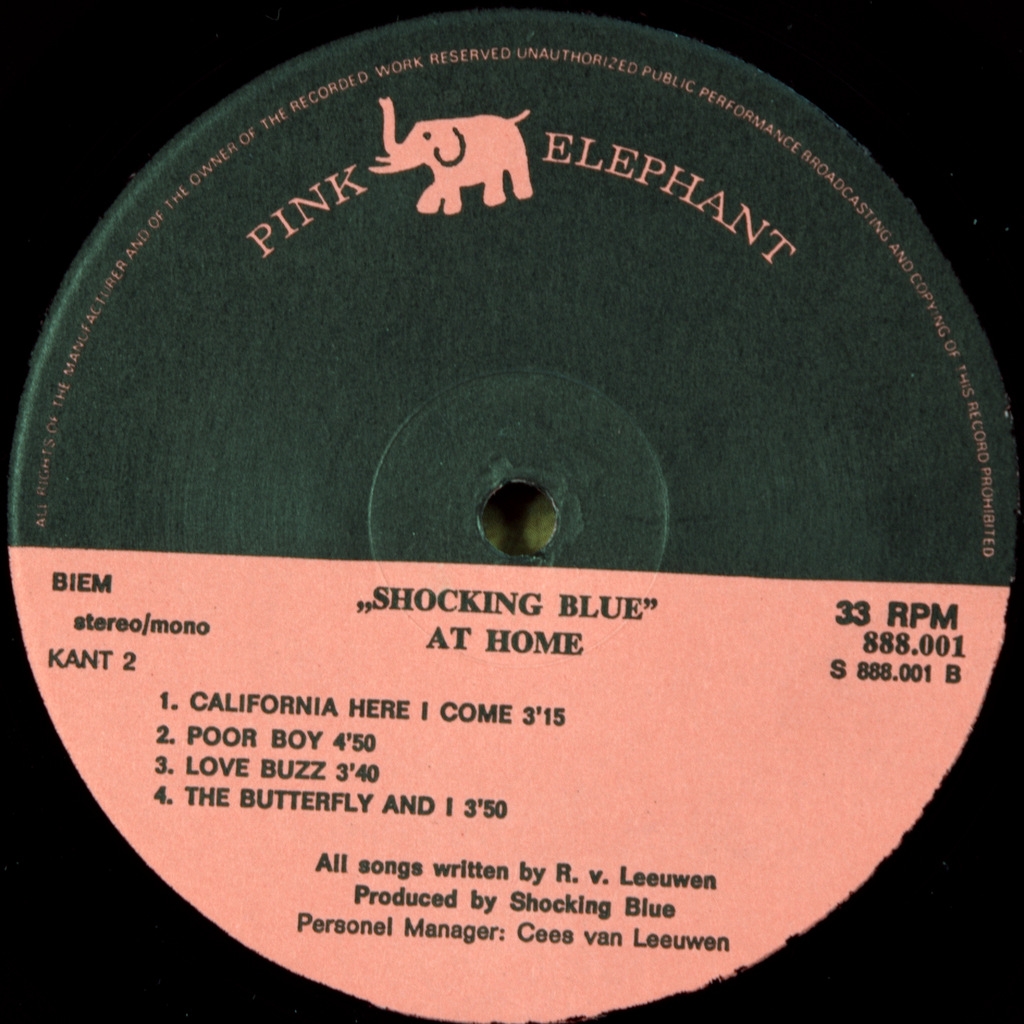 ALL RIGHTS OF THE MANUFACTURER AND OF THE OWNER OF THE RECORDED WORK RESERVED UNAUTHORIZED PUBLIC PERFORMANCE BROADCASTING AND COPYING OF THIS RECORD PROHIBITED
PINK ELEPHANT
BIEM
stereo/mono
KANT 2
„SHOCKING BLUE”
AT HOME
33 RPM
888.001
S 888.001 B
1. CALIFORNIA HERE I COME 3'15
2. POOR BOY 4'50
3. LOVE BUZZ 3'40
4. THE BUTTERFLY AND I 3'50
All songs written by R. v. Leeuwen
Produced by Shocking Blue
Personel Manager: Cees van Leeuwen